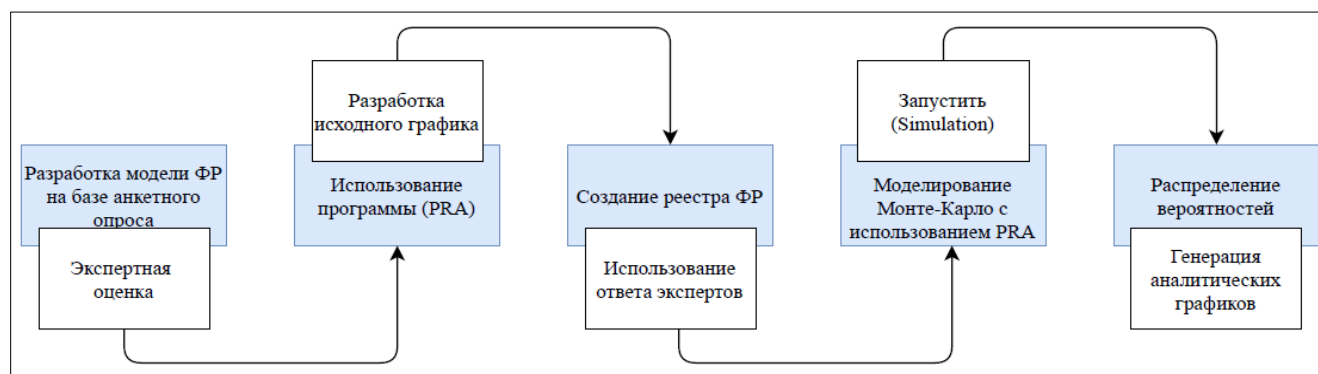 Разработка модели ФР
на базе анкетного
опроса
Экспертная
оценка
Разработка
исходного графика
Использование
программы (PRA)
Создание реестра ФР
Использование
ответа экспертов
Запустить
(Simulation)
Моделирование
Монте-Карло с
использованием PRA
Распределение
вероятностей
Генерация
аналитических
графиков